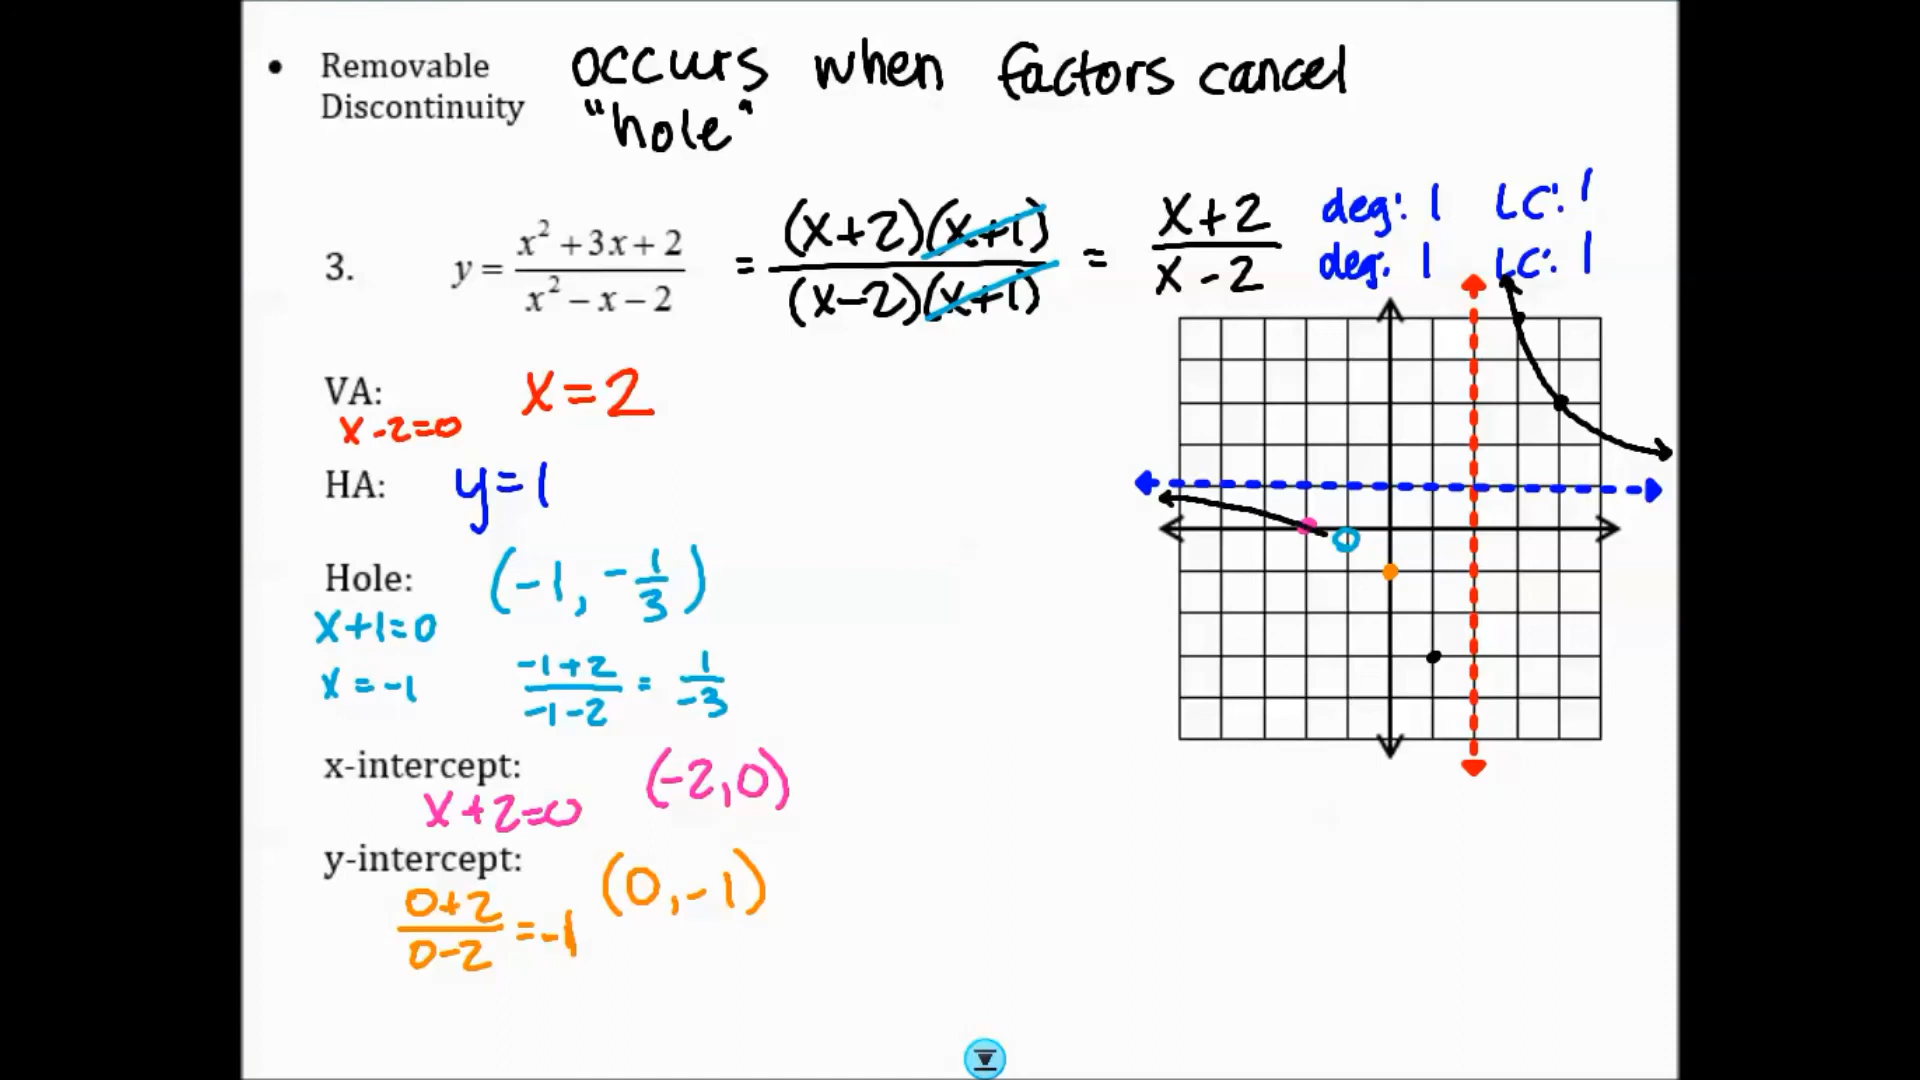 • Removable Discontinuity occurs when factors cancel
"hole"
3. y = (x² + 3x + 2)/(x² − x − 2) = ((x+2)(x+1))/((x−2)(x+1)) = (x+2)/(x−2)
deg: 1 LC: 1
deg: 1 LC: 1
VA: x=2
x-2=0
HA: y=1
Hole: (-1, -1/3)
x+1=0
x=-1 (-1+2)/(-1-2) = 1/-3
x-intercept: (-2,0)
x+2=0
y-intercept: (0,-1)
(0+2)/(0-2) =-1